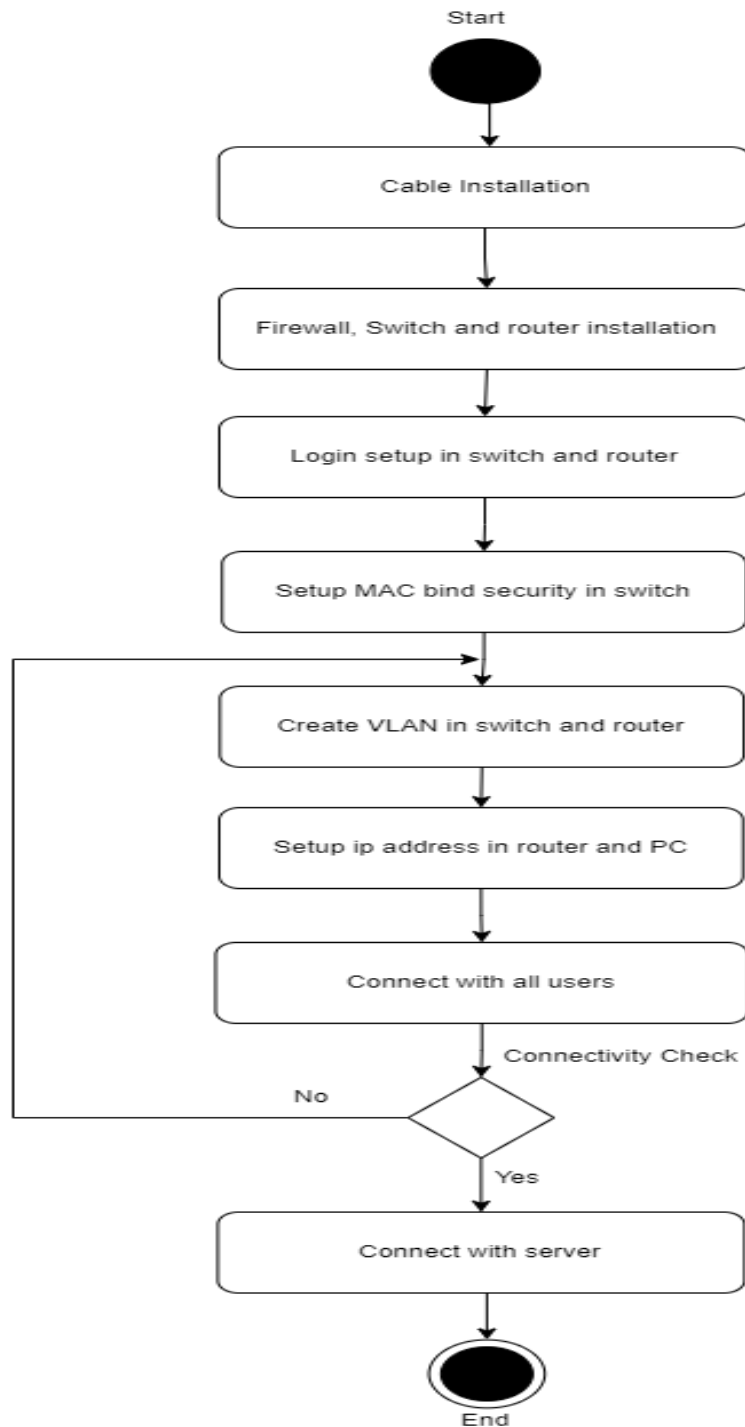 Start
Cable Installation
Firewall, Switch and router installation
Login setup in switch and router
Setup MAC bind security in switch
Create VLAN in switch and router
Setup ip address in router and PC
Connect with all users
Connectivity Check
No
Yes
Connect with server
End